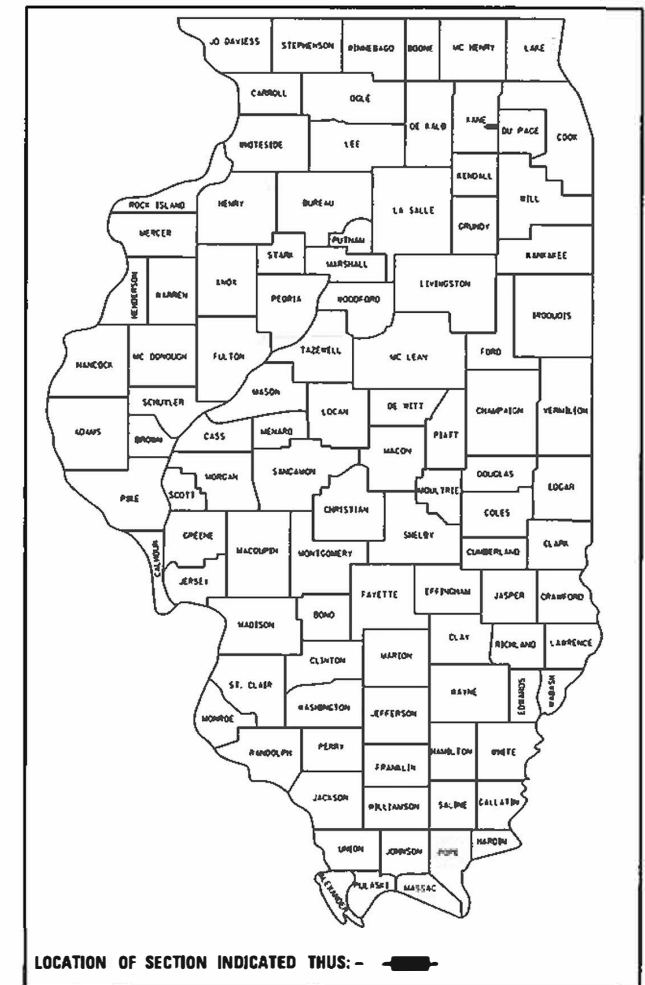 JO DAVIESS STEPHENSON WINNEBAGO BOONE MC HENRY LAKE
CARROLL OGLE
DE KALB KANE DU PAGE COOK
WHITESIDE LEE
KENDALL WILL
ROCK ISLAND HENRY BUREAU LA SALLE
MERCER GRUNDY
PUTNAM
STARK MARSHALL KANKAKEE
HENDERSON WARREN KNOX PEORIA WOODFORD LIVINGSTON
IROQUOIS
HANCOCK MC DONOUGH FULTON TAZEWELL MC LEAN FORD
MASON
SCHUYLER LOGAN DE WITT CHAMPAIGN VERMILION
ADAMS BROWN CASS MENARD PIATT
MACON
MORGAN SANGAMON DOUGLAS
PIKE SCOTT MOULTRIE EDGAR
CHRISTIAN COLES
GREENE SHELBY
CALHOUN MACOUPIN MONTGOMERY CUMBERLAND CLARK
JERSEY
FAYETTE EFFINGHAM JASPER CRAWFORD
MADISON BOND
CLAY RICHLAND LAWRENCE
CLINTON MARION
ST. CLAIR WAYNE EDWARDS WABASH
WASHINGTON JEFFERSON
MONROE
RANDOLPH PERRY HAMILTON WHITE
FRANKLIN
JACKSON WILLIAMSON SALINE GALLATIN
UNION JOHNSON POPE HARDIN
ALEXANDER PULASKI MASSAC
LOCATION OF SECTION INDICATED THUS: -